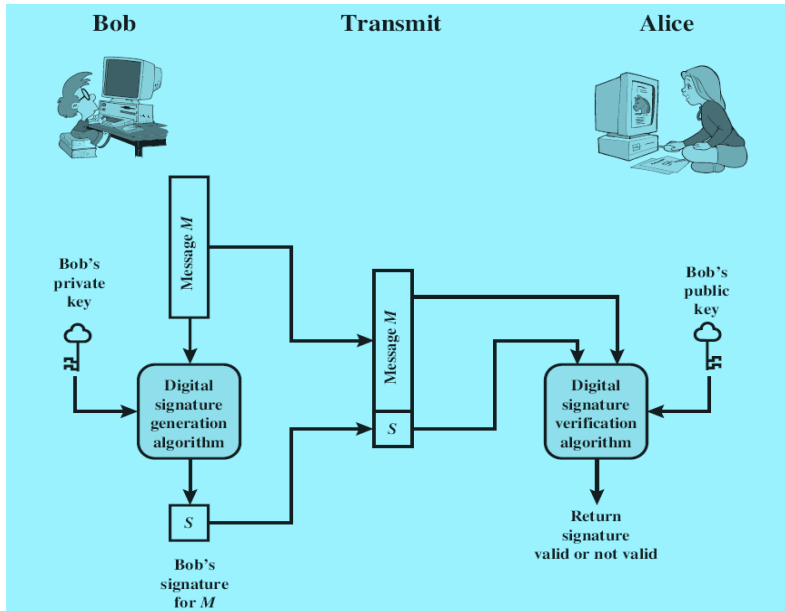 Bob
Transmit
Alice
Message M
Bob's
private
key
Digital
signature
generation
algorithm
S
Bob's
signature
for M
Message M
S
Bob's
public
key
Digital
signature
verification
algorithm
Return
signature
valid or not valid